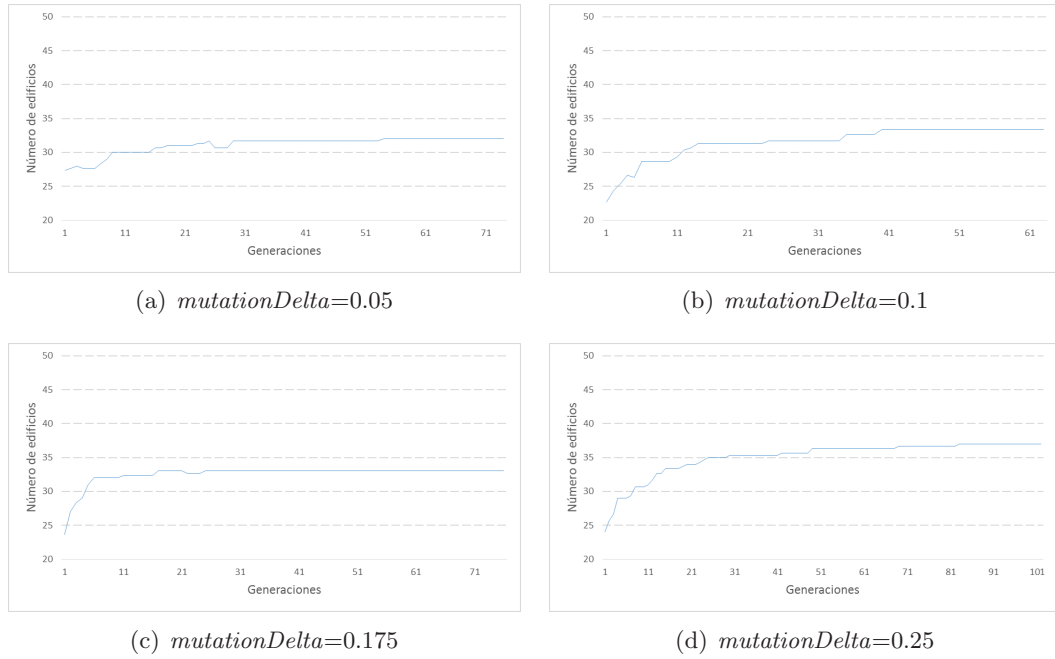 50
45
40
35
30
25
20
Número de edificios
1 11 21 31 41 51 61 71
Generaciones
(a) mutationDelta=0.05
50
45
40
35
30
25
20
Número de edificios
1 11 21 31 41 51 61
Generaciones
(b) mutationDelta=0.1
50
45
40
35
30
25
20
Número de edificios
1 11 21 31 41 51 61 71
Generaciones
(c) mutationDelta=0.175
50
45
40
35
30
25
20
Número de edificios
1 11 21 31 41 51 61 71 81 91 101
Generaciones
(d) mutationDelta=0.25